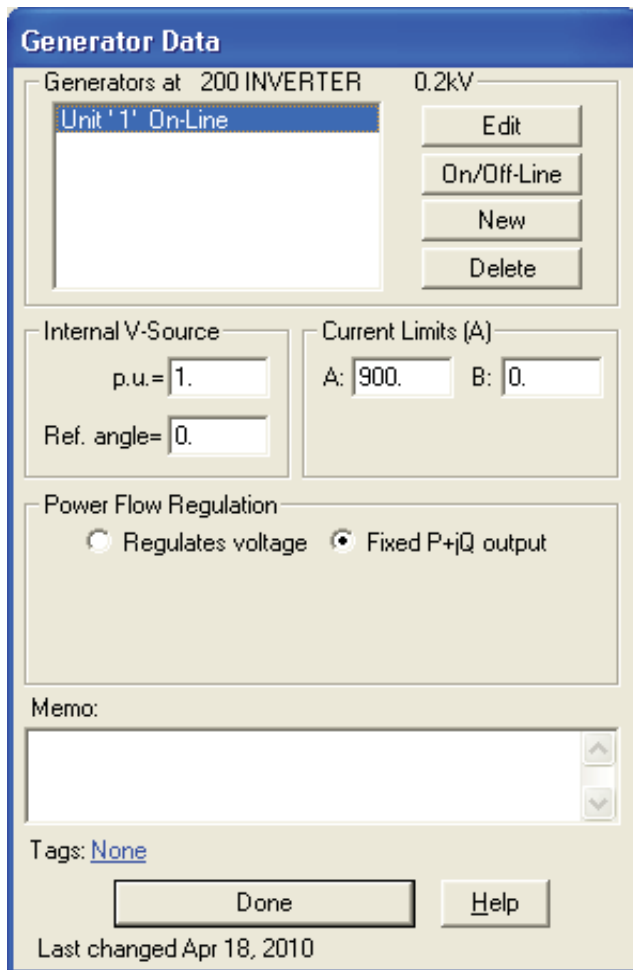 Generator Data
Generators at 200 INVERTER 0.2kV
Unit '1' On-Line
Edit
On/Off-Line
New
Delete
Internal V-Source
p.u.= 1.
Ref. angle= 0.
Current Limits (A)
A: 900. B: 0.
Power Flow Regulation
Regulates voltage Fixed P+jQ output
Memo:
Tags: None
Done Help
Last changed Apr 18, 2010